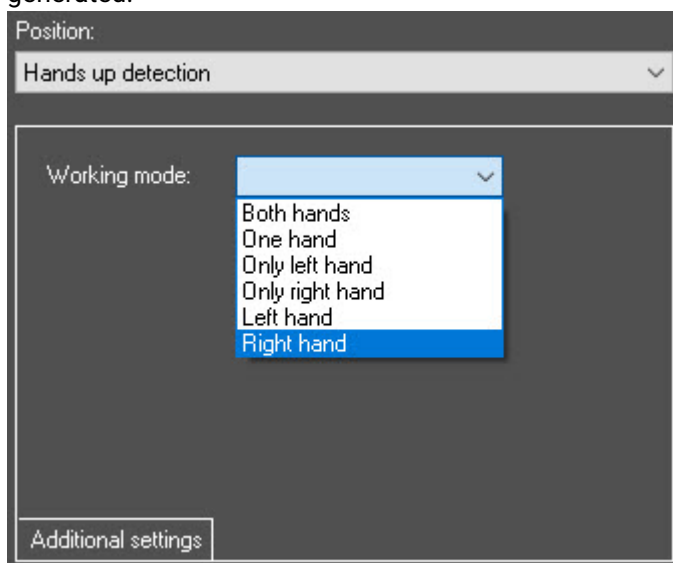 generated.
Position:
Hands up detection
Working mode:
Both hands
One hand
Only left hand
Only right hand
Left hand
Right hand
Additional settings